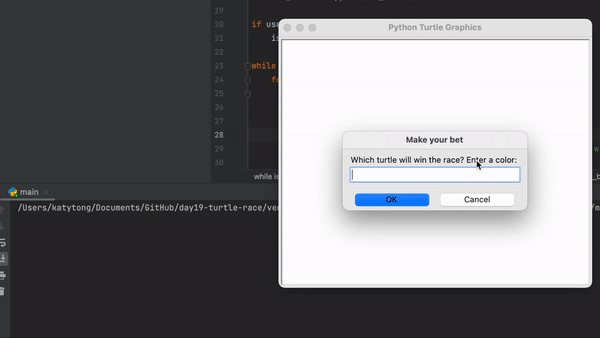 19
20
21
22
23
24
25
28
29
30
if use
is
while
fo
while is
Python Turtle Graphics
Make your bet
Which turtle will win the race? Enter a color:
OK
Cancel
main
/Users/katytong/Documents/GitHub/day19-turtle-race/ve